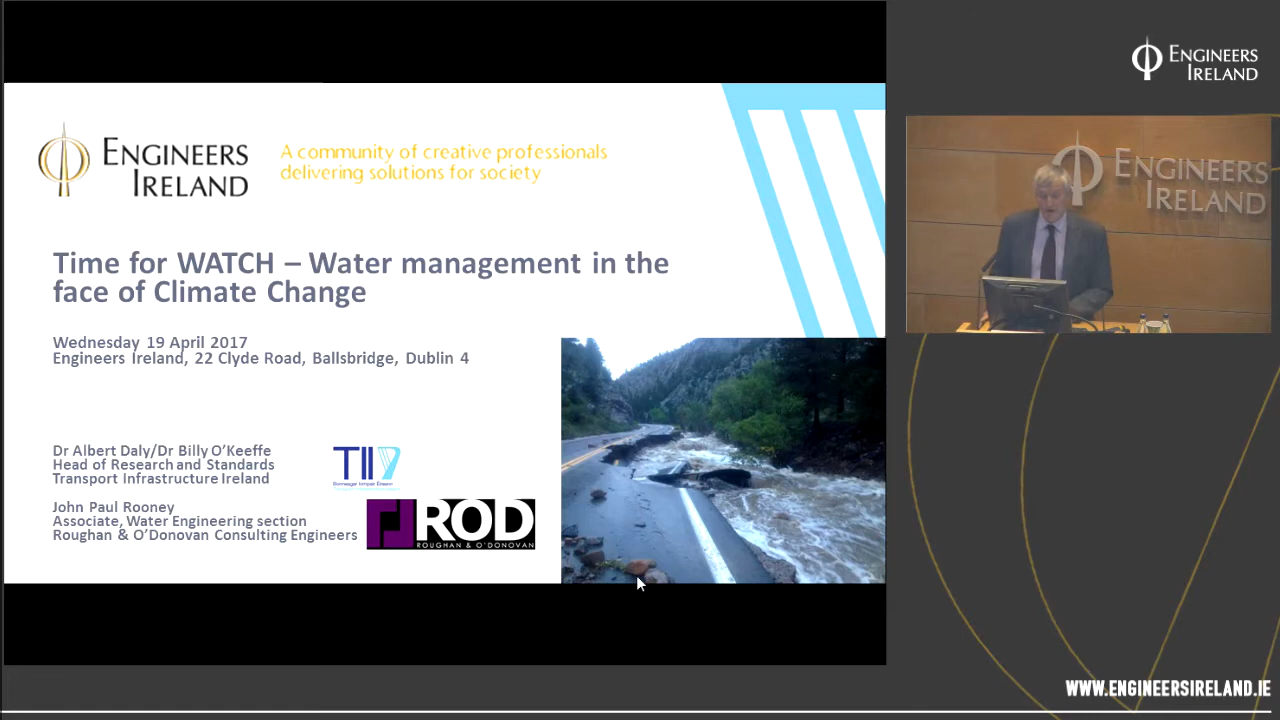 ENGINEERS
IRELAND
A community of creative professionals
delivering solutions for society
Time for WATCH – Water management in the
face of Climate Change
Wednesday 19 April 2017
Engineers Ireland, 22 Clyde Road, Ballsbridge, Dublin 4
Dr Albert Daly/Dr Billy O'Keeffe
Head of Research and Standards
Transport Infrastructure Ireland
TII
John Paul Rooney
Associate, Water Engineering section
Roughan & O'Donovan Consulting Engineers
ROD
ROUGHAN & O'DONOVAN
ENGINEERS
IRELAND
ENGINEERS
IRELAND
WWW.ENGINEERSIRELAND.IE